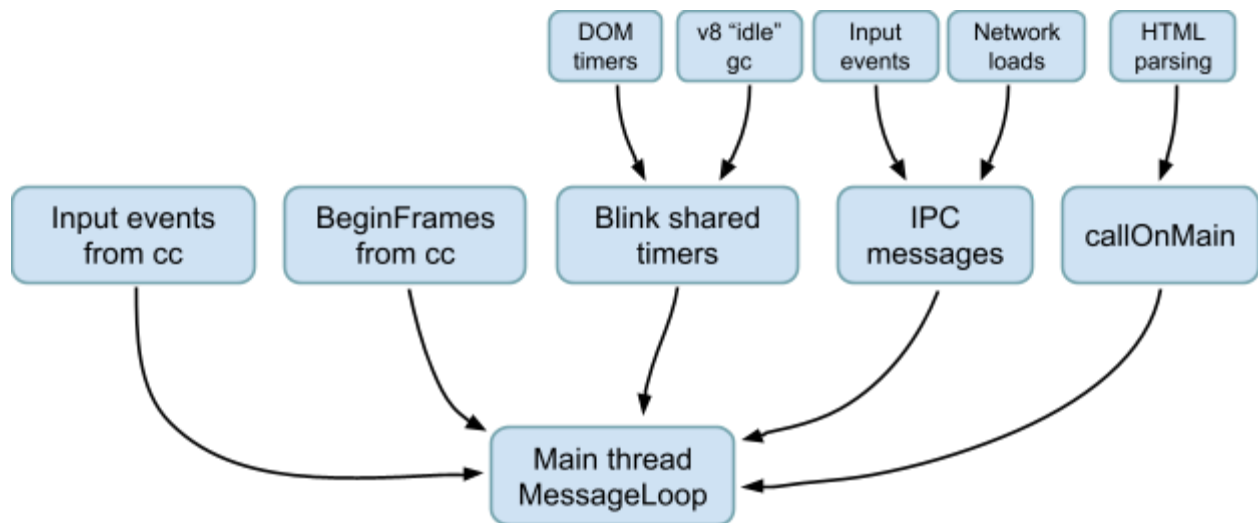 DOM
timers
v8 “idle”
gc
Input
events
Network
loads
HTML
parsing
Input events
from cc
BeginFrames
from cc
Blink shared
timers
IPC
messages
callOnMain
Main thread
MessageLoop